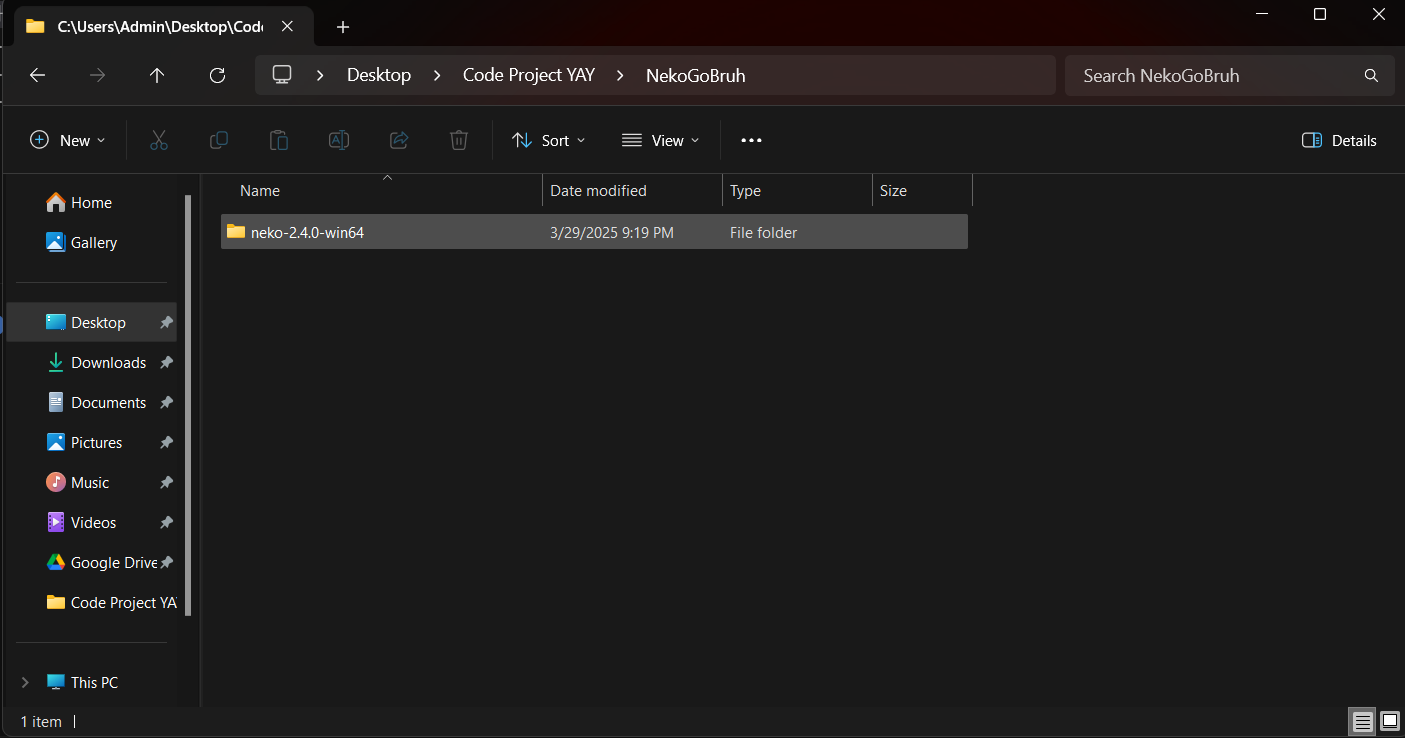 C:\Users\Admin\Desktop\Code
Desktop Code Project YAY NekoGoBruh
Search NekoGoBruh
New Sort View Details
Name Date modified Type Size
neko-2.4.0-win64 3/29/2025 9:19 PM File folder
Home
Gallery
Desktop
Downloads
Documents
Pictures
Music
Videos
Google Drive
Code Project YA
This PC
1 item